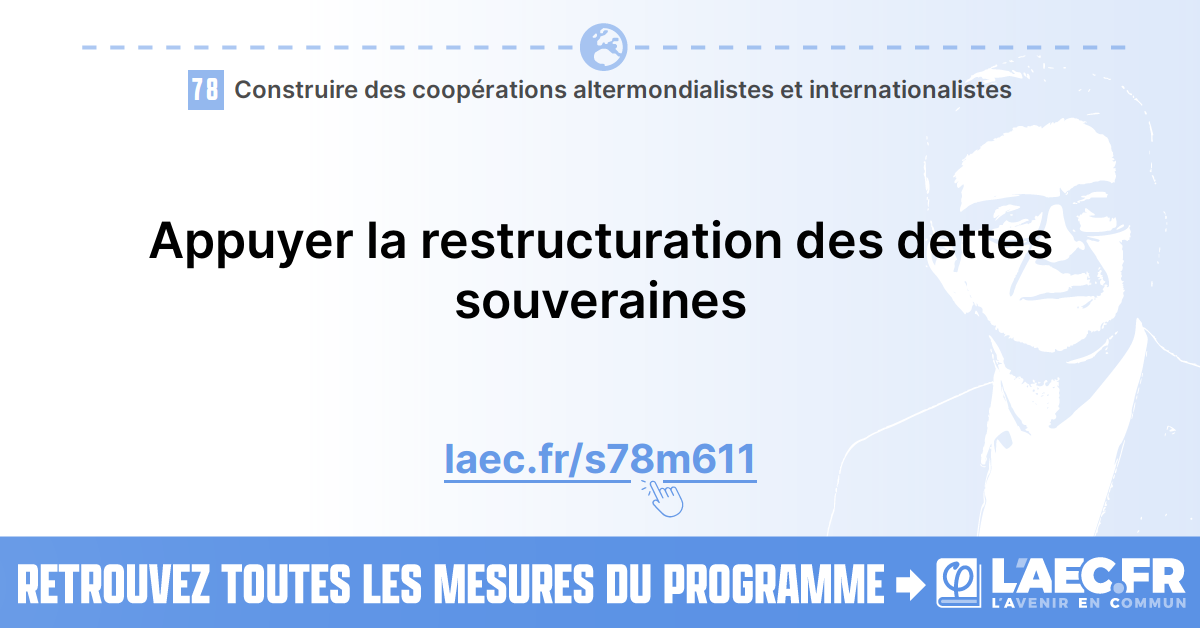 78 Construire des coopérations altermondialistes et internationalistes
Appuyer la restructuration des dettes
souveraines
laec.fr/s78m611
RETROUVEZ TOUTES LES MESURES DU PROGRAMME
φ L'AEC.FR
L'AVENIR EN COMMUN